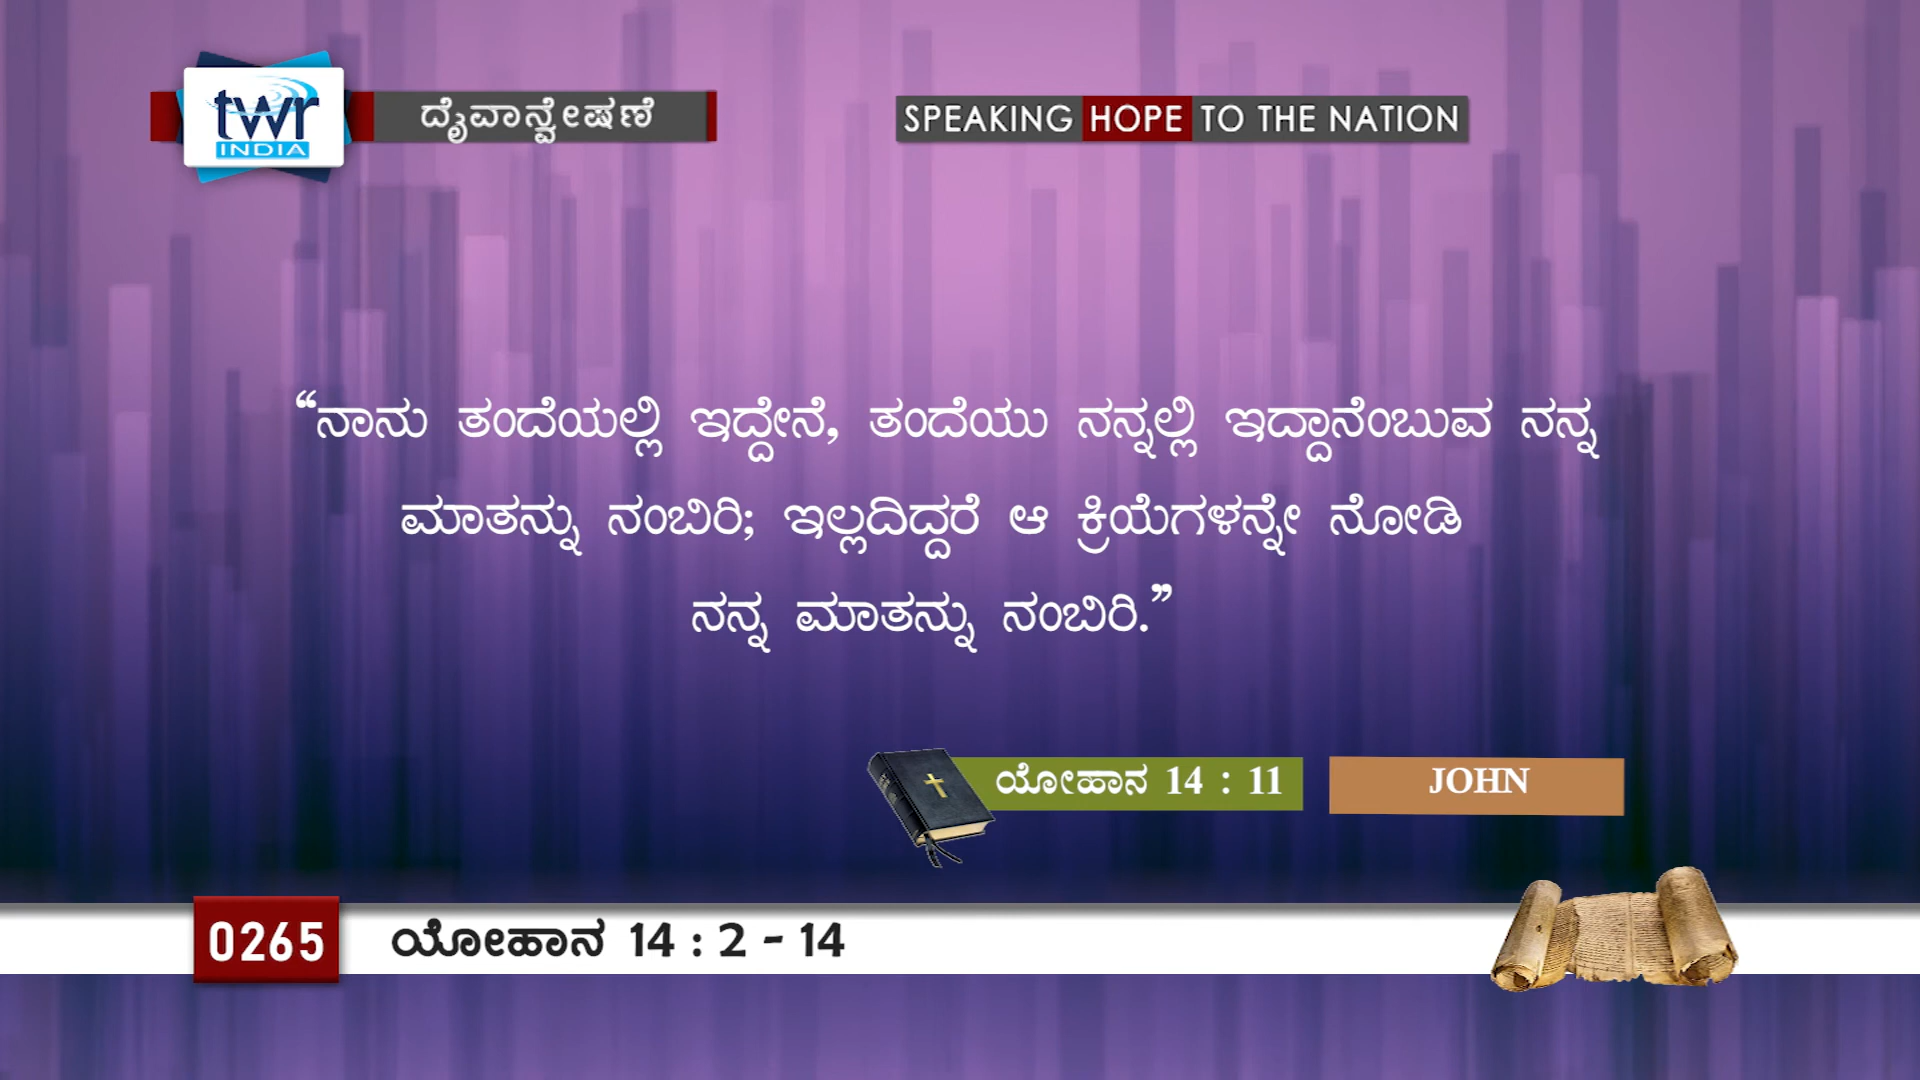 twr
INDIA
ದೈವಾನ್ವೇಷಣೆ
SPEAKING HOPE TO THE NATION
“ನಾನು ತಂದೆಯಲ್ಲಿ ಇದ್ದೇನೆ, ತಂದೆಯು ನನ್ನಲ್ಲಿ ಇದ್ದಾನೆಂಬುವ ನನ್ನ
ಮಾತನ್ನು ನಂಬಿರಿ; ಇಲ್ಲದಿದ್ದರೆ ಆ ಕ್ರಿಯೆಗಳನ್ನೇ ನೋಡಿ
ನನ್ನ ಮಾತನ್ನು ನಂಬಿರಿ.”
ಯೋಹಾನ 14 : 11
JOHN
0265
ಯೋಹಾನ 14 : 2 - 14